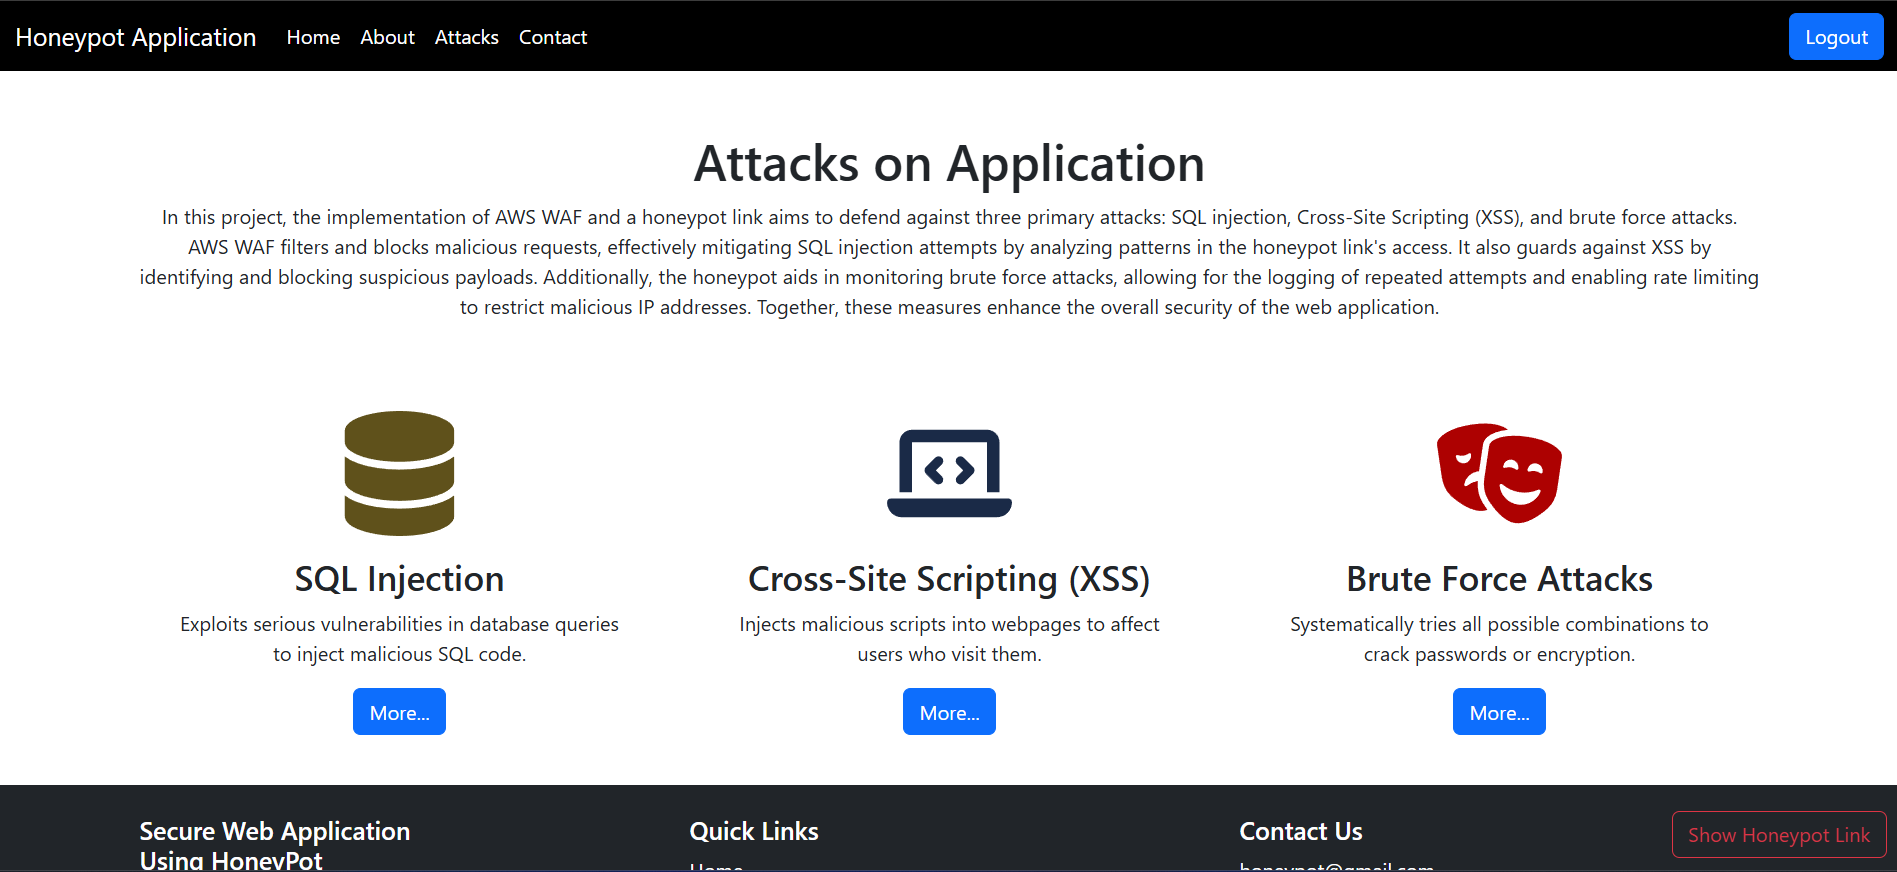 Honeypot Application Home About Attacks Contact Logout
Attacks on Application
In this project, the implementation of AWS WAF and a honeypot link aims to defend against three primary attacks: SQL injection, Cross-Site Scripting (XSS), and brute force attacks.
AWS WAF filters and blocks malicious requests, effectively mitigating SQL injection attempts by analyzing patterns in the honeypot link's access. It also guards against XSS by
identifying and blocking suspicious payloads. Additionally, the honeypot aids in monitoring brute force attacks, allowing for the logging of repeated attempts and enabling rate limiting
to restrict malicious IP addresses. Together, these measures enhance the overall security of the web application.
SQL Injection
Exploits serious vulnerabilities in database queries
to inject malicious SQL code.
More...
Cross-Site Scripting (XSS)
Injects malicious scripts into webpages to affect
users who visit them.
More...
Brute Force Attacks
Systematically tries all possible combinations to
crack passwords or encryption.
More...
Secure Web Application
Using HoneyPot
Quick Links
Home
Contact Us
honeypot@gmail.com
Show Honeypot Link